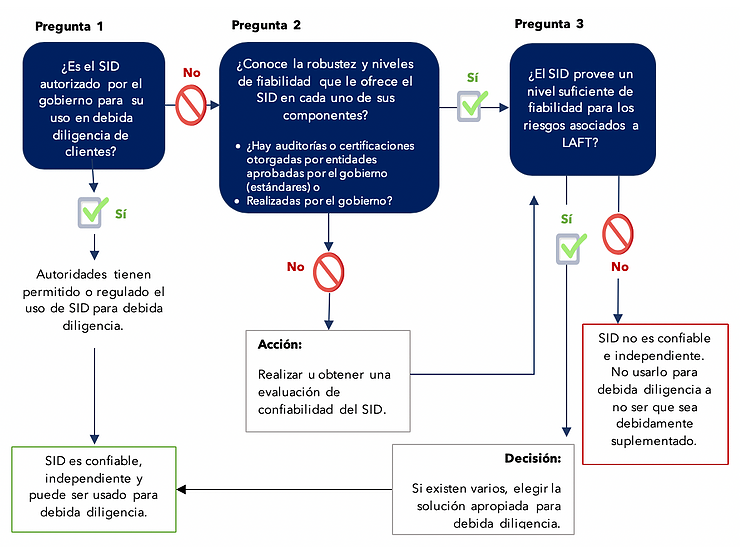 Pregunta 1
¿Es el SID
autorizado por el
gobierno para su
uso en debida
diligencia de
clientes?
No
Sí
Autoridades tienen
permitido o regulado el
uso de SID para debida
diligencia.
SID es confiable,
independiente y
puede ser usado para
debida diligencia.
Pregunta 2
¿Conoce la robustez y niveles
de fiabilidad que le ofrece el
SID en cada uno de sus
componentes?
• ¿Hay auditorías o certificaciones
otorgadas por entidades
aprobadas por el gobierno
(estándares) o
• Realizadas por el gobierno?
Sí
No
Acción:
Realizar u obtener una
evaluación de
confiabilidad del SID.
Pregunta 3
¿El SID provee un
nivel suficiente de
fiabilidad para los
riesgos asociados a
LAFT?
Sí
No
SID no es confiable
e independiente.
No usarlo para
debida diligencia a
no ser que sea
debidamente
suplementado.
Decisión:
Si existen varios, elegir la
solución apropiada para
debida diligencia.